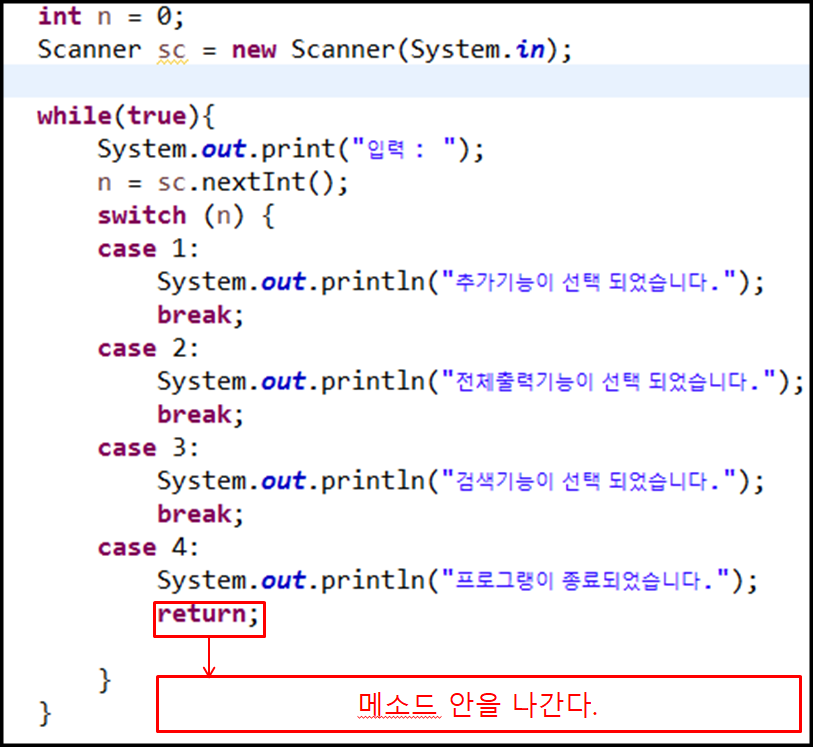 int n = 0;
Scanner sc = new Scanner(System.in);
while(true){
System.out.print("입력 : ");
n = sc.nextInt();
switch (n) {
case 1:
System.out.println("추가기능이 선택 되었습니다.");
break;
case 2:
System.out.println("전체출력기능이 선택 되었습니다.");
break;
case 3:
System.out.println("검색기능이 선택 되었습니다.");
break;
case 4:
System.out.println("프로그램이 종료되었습니다.");
return;
}
메소드 안을 나간다.
}